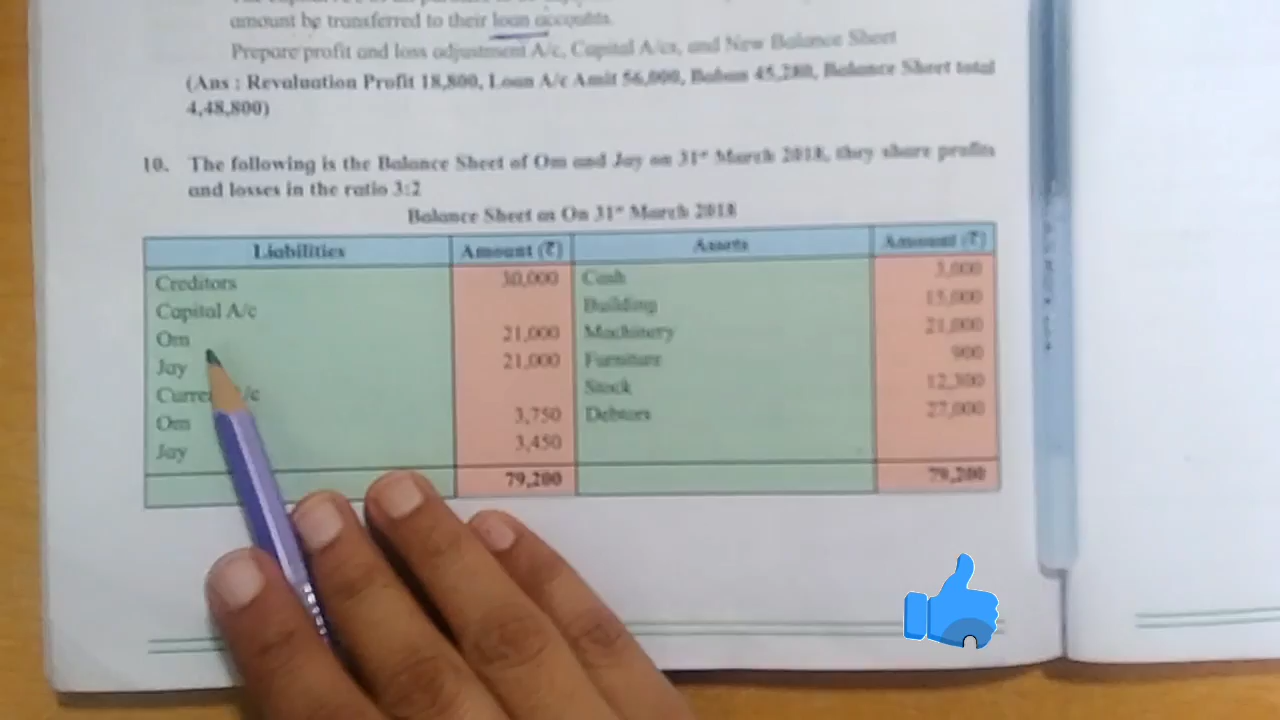 amount be transferred to their loan accounts.
Prepare profit and loss adjustment A/c, Capital A/cs, and New Balance Sheet
(Ans : Revaluation Profit 18,800, Loan A/c Amit 56,000, Baban 45,280, Balance Sheet total
4,48,800)
10. The following is the Balance Sheet of Om and Jay on 31st March 2018, they share profits
and losses in the ratio 3:2
Balance Sheet as On 31st March 2018
Liabilities Amount (₹) Assets Amount (₹)
Creditors 30,000 Cash 3,000
Capital A/c Building 15,000
Om 21,000 Machinery 21,000
Jay 21,000 Furniture 900
A/c Stock 12,300
Om 3,750 Debtors 27,000
Jay 3,450
79,200 79,200